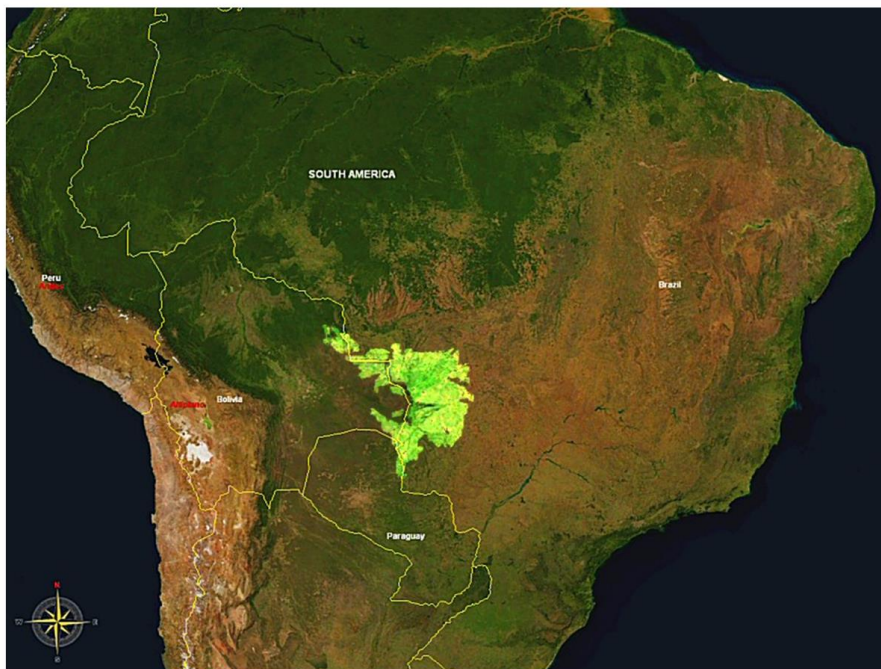 SOUTH AMERICA
Peru
Andes
Brazil
Altiplano
Bolivia
Paraguay
N
W
E
S